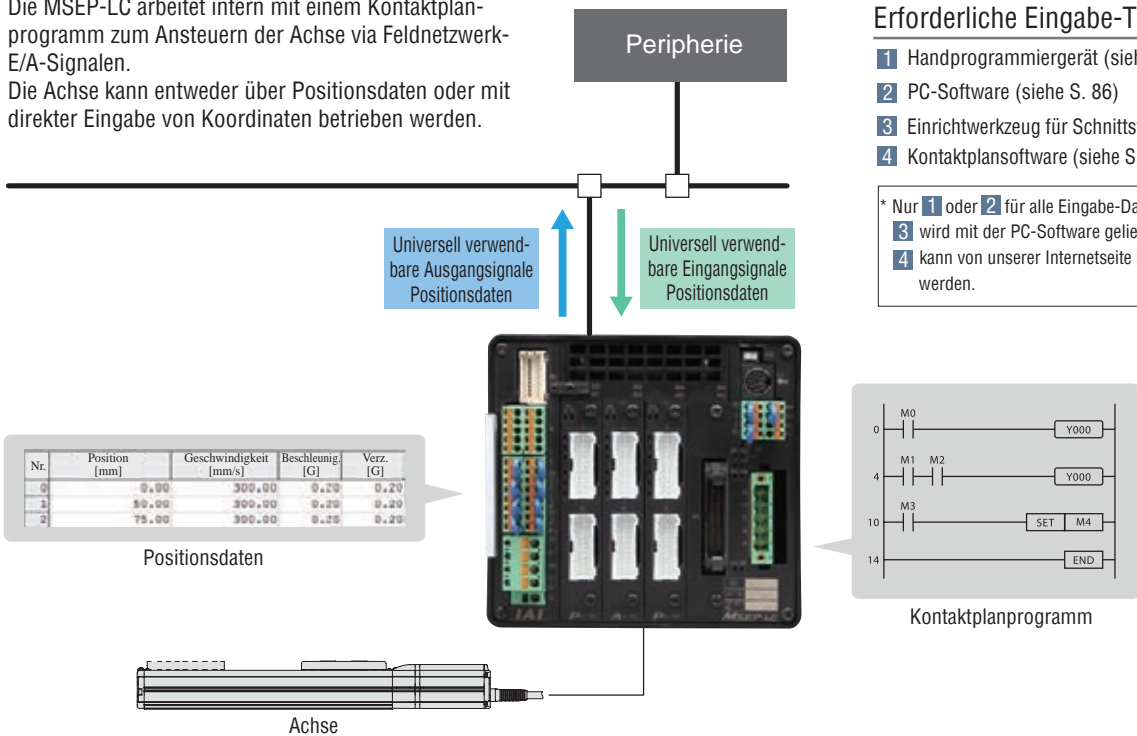 Die MSEP-LC arbeitet intern mit einem Kontaktplan-
programm zum Ansteuern der Achse via Feldnetzwerk-
E/A-Signalen.
Die Achse kann entweder über Positionsdaten oder mit
direkter Eingabe von Koordinaten betrieben werden.
Peripherie
Erforderliche Eingabe-T
1 Handprogrammiergerät (sieh
2 PC-Software (siehe S. 86)
3 Einrichtwerkzeug für Schnitts
4 Kontaktplansoftware (siehe S
* Nur 1 oder 2 für alle Eingabe-Da
3 wird mit der PC-Software gelie
4 kann von unserer Internetseite
werden.
Universell verwend-
bare Ausgangsignale
Positionsdaten
Universell verwend-
bare Eingangsignale
Positionsdaten
Nr. Position [mm] Geschwindigkeit [mm/s] Beschleunig. [G] Verz. [G]
0 0.00 300.00 0.20 0.20
1 50.00 300.00 0.20 0.20
2 75.00 300.00 0.20 0.20
Positionsdaten
IAI
MSEP-LC
M0
0 Y000
M1 M2
4 Y000
M3
10 SET M4
14 END
Kontaktplanprogramm
Achse